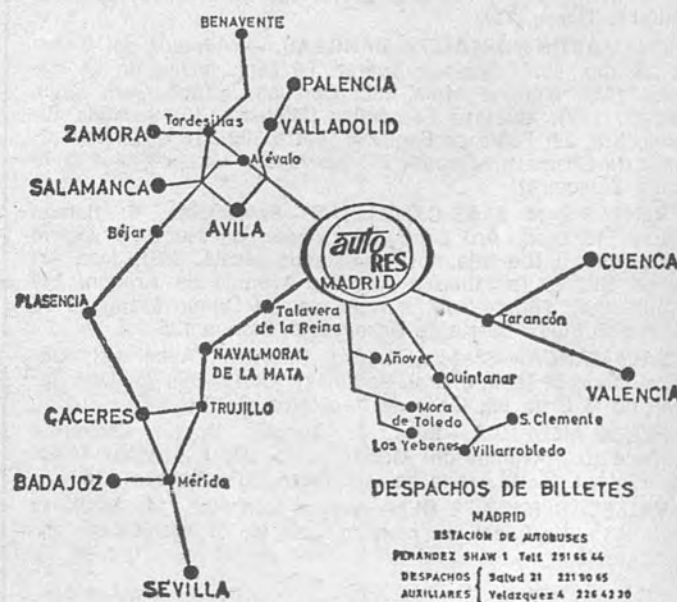 BENAVENTE
PALENCIA
Tordesillas
ZAMORA
VALLADOLID
Arévalo
SALAMANCA
AVILA
Béjar
auto
RES
MADRID
CUENCA
PLASENCIA
Talavera
de la Reina
Tarancón
NAVALMORAL
DE LA MATA
Añover
Quintanar
VALENCIA
CACERES
TRUJILLO
Mora
de Toledo
S. Clemente
Los Yebenes
Villarrobledo
BADAJOZ
Mérida
SEVILLA
DESPACHOS DE BILLETES
MADRID
ESTACIÓN DE AUTOBUSES
FERNANDEZ SHAW 1 Telf. 251 66 44
DESPACHOS
AUXILIARES
Salud 21 221 90 65
Velazquez 4 226 42 30